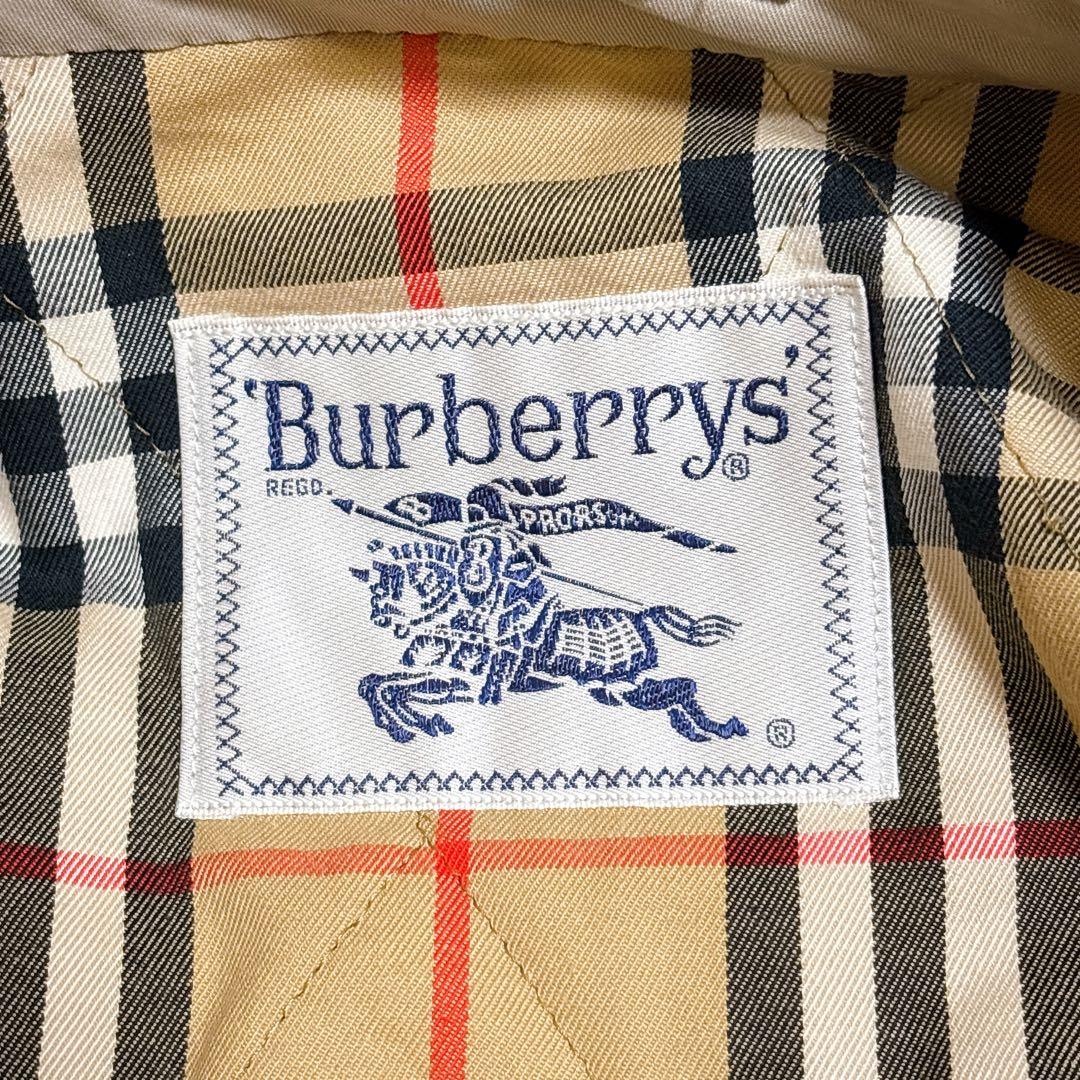 'Burberrys'®
REGD.
B
PRORSUM
B
®